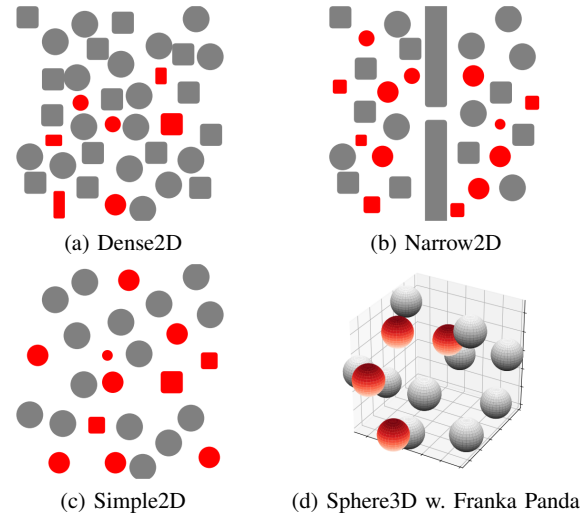 (a) Dense2D
(b) Narrow2D
(c) Simple2D
(d) Sphere3D w. Franka Panda